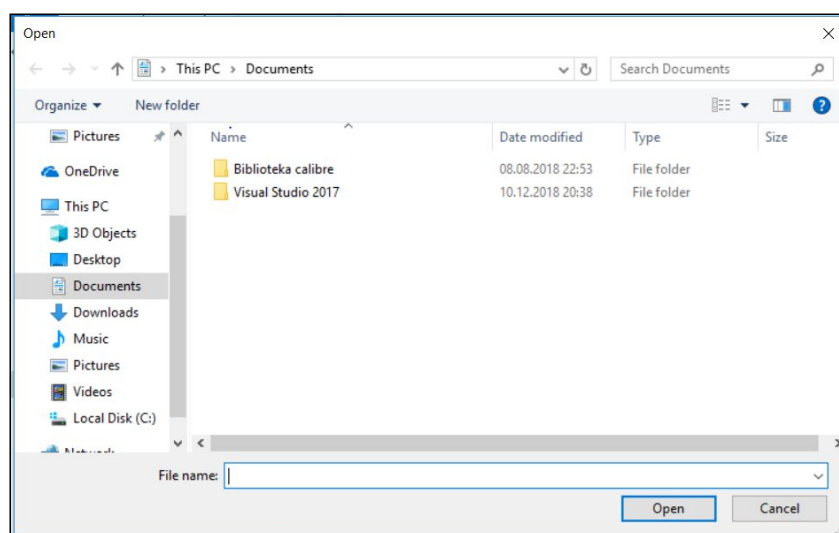 Open
This PC > Documents
Search Documents
Organize
New folder
Name
Date modified
Type
Size
Biblioteka calibre
08.08.2018 22:53
File folder
Visual Studio 2017
10.12.2018 20:38
File folder
Pictures
OneDrive
This PC
3D Objects
Desktop
Documents
Downloads
Music
Pictures
Videos
Local Disk (C:)
File name:
Open
Cancel